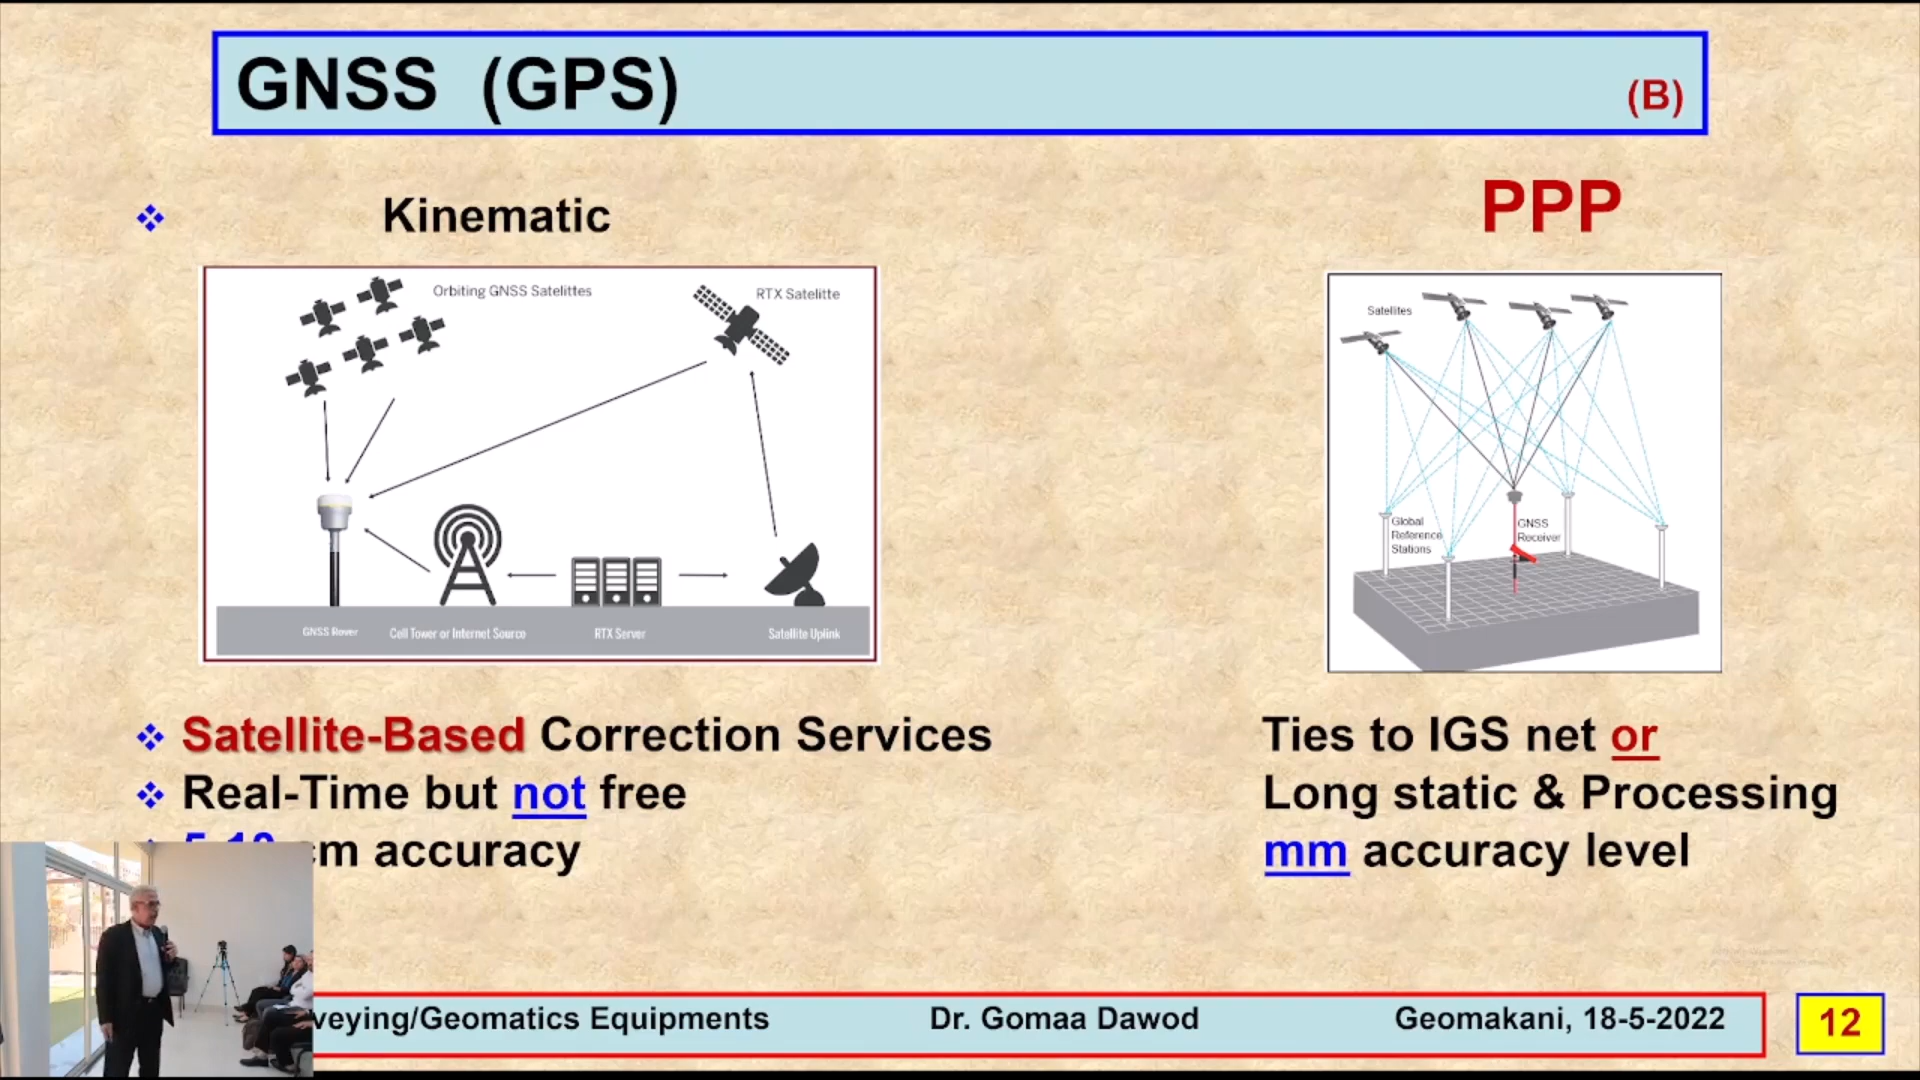 GNSS (GPS)
(B)
Kinematic
PPP
Orbiting GNSS Satelittes
RTX Satelitte
GNSS Rover
Cell Tower or Internet Source
RTX Server
Satellite Uplink
Satellites
Global
Reference
Stations
GNSS
Receiver
Satellite-Based Correction Services
Real-Time but not free
5-10 cm accuracy
Ties to IGS net or
Long static & Processing
mm accuracy level
veying/Geomatics Equipments
Dr. Gomaa Dawod
Geomakani, 18-5-2022
12